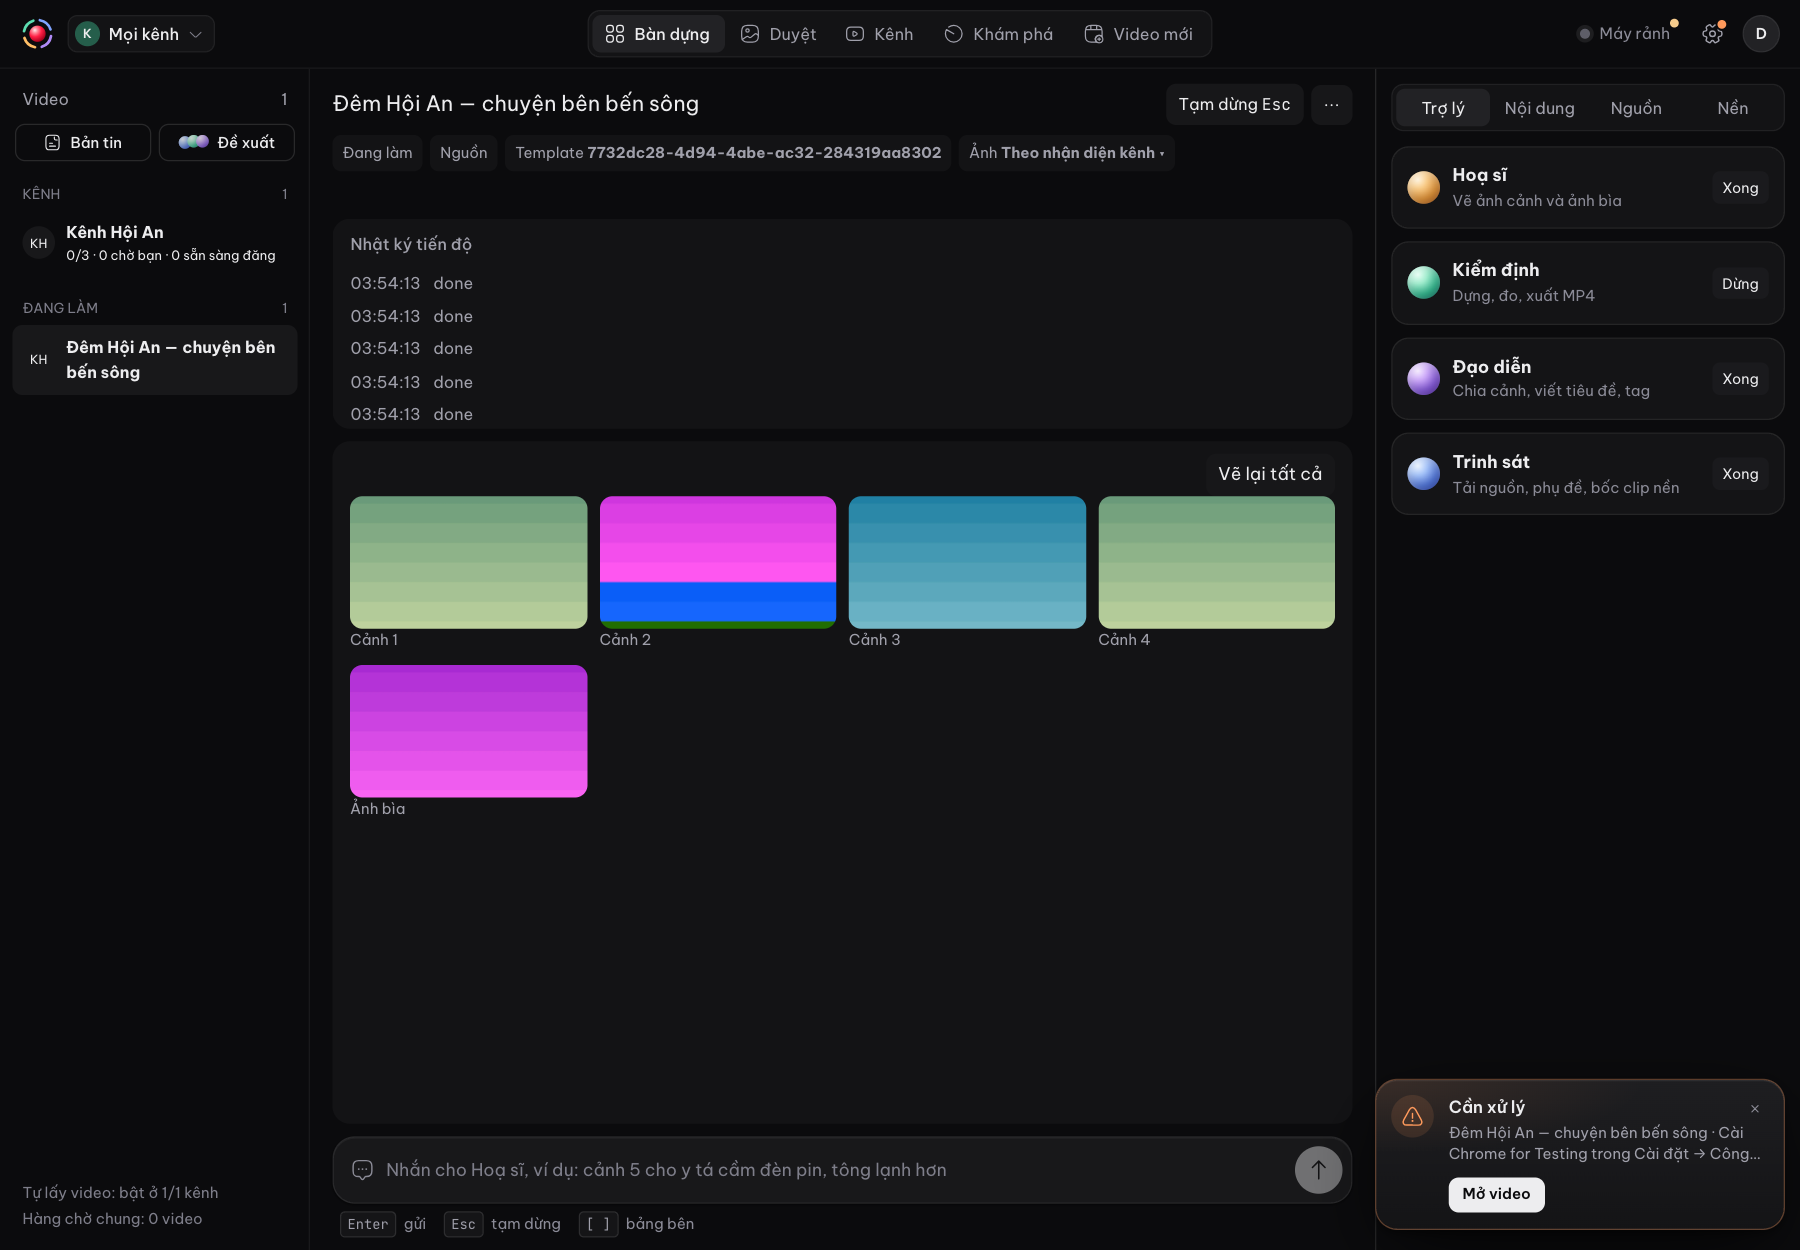 K Mọi kênh
Bàn dựng
Duyệt
Kênh
Khám phá
Video mới
Máy rảnh
D
Video 1
Bản tin
Đề xuất
KÊNH 1
KH
Kênh Hội An
0/3 · 0 chờ bạn · 0 sẵn sàng đăng
ĐANG LÀM 1
KH
Đêm Hội An — chuyện bên
bến sông
Tự lấy video: bật ở 1/1 kênh
Hàng chờ chung: 0 video
Đêm Hội An — chuyện bên bến sông
Tạm dừng Esc
···
Đang làm
Nguồn
Template 7732dc28-4d94-4abe-ac32-284319aa8302
Ảnh Theo nhận diện kênh ▾
Nhật ký tiến độ
03:54:13 done
03:54:13 done
03:54:13 done
03:54:13 done
03:54:13 done
Vẽ lại tất cả
Cảnh 1
Cảnh 2
Cảnh 3
Cảnh 4
Ảnh bìa
Nhắn cho Hoạ sĩ, ví dụ: cảnh 5 cho y tá cầm đèn pin, tông lạnh hơn
Enter gửi Esc tạm dừng [ ] bảng bên
Trợ lý
Nội dung
Nguồn
Nền
Hoạ sĩ
Vẽ ảnh cảnh và ảnh bìa
Xong
Kiểm định
Dựng, đo, xuất MP4
Dừng
Đạo diễn
Chia cảnh, viết tiêu đề, tag
Xong
Trinh sát
Tải nguồn, phụ đề, bốc clip nền
Xong
Cần xử lý
×
Đêm Hội An — chuyện bên bến sông · Cài
Chrome for Testing trong Cài đặt → Công...
Mở video